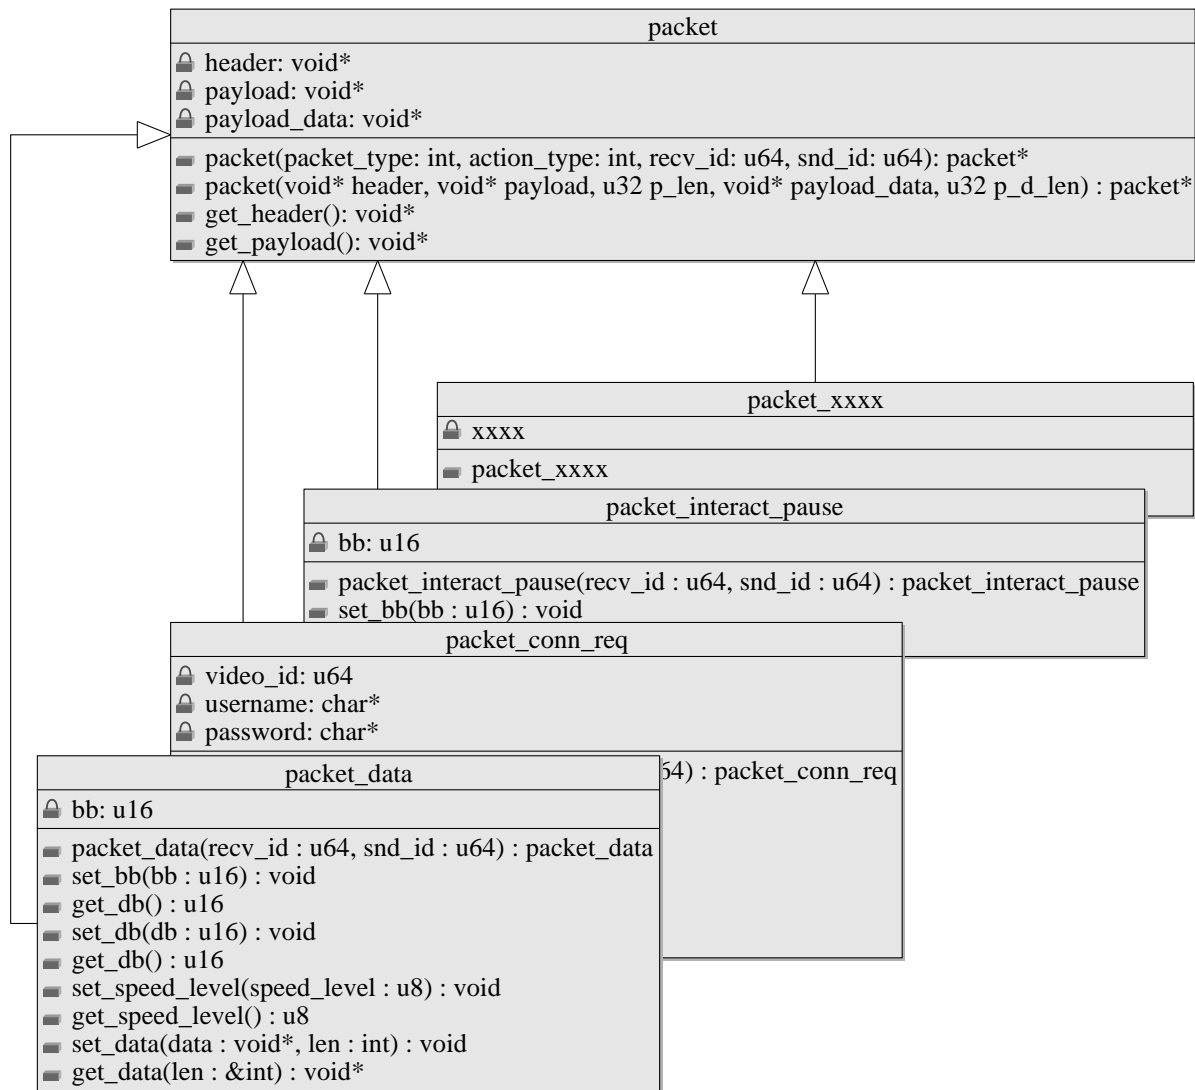 packet
header: void*
payload: void*
payload_data: void*
packet(packet_type: int, action_type: int, recv_id: u64, snd_id: u64): packet*
packet(void* header, void* payload, u32 p_len, void* payload_data, u32 p_d_len) : packet*
get_header(): void*
get_payload(): void*
packet_xxxx
xxxx
packet_xxxx
packet_interact_pause
bb: u16
packet_interact_pause(recv_id : u64, snd_id : u64) : packet_interact_pause
set_bb(bb : u16) : void
packet_conn_req
video_id: u64
username: char*
password: char*
64) : packet_conn_req
packet_data
bb: u16
packet_data(recv_id : u64, snd_id : u64) : packet_data
set_bb(bb : u16) : void
get_db() : u16
set_db(db : u16) : void
get_db() : u16
set_speed_level(speed_level : u8) : void
get_speed_level() : u8
set_data(data : void*, len : int) : void
get_data(len : &int) : void*